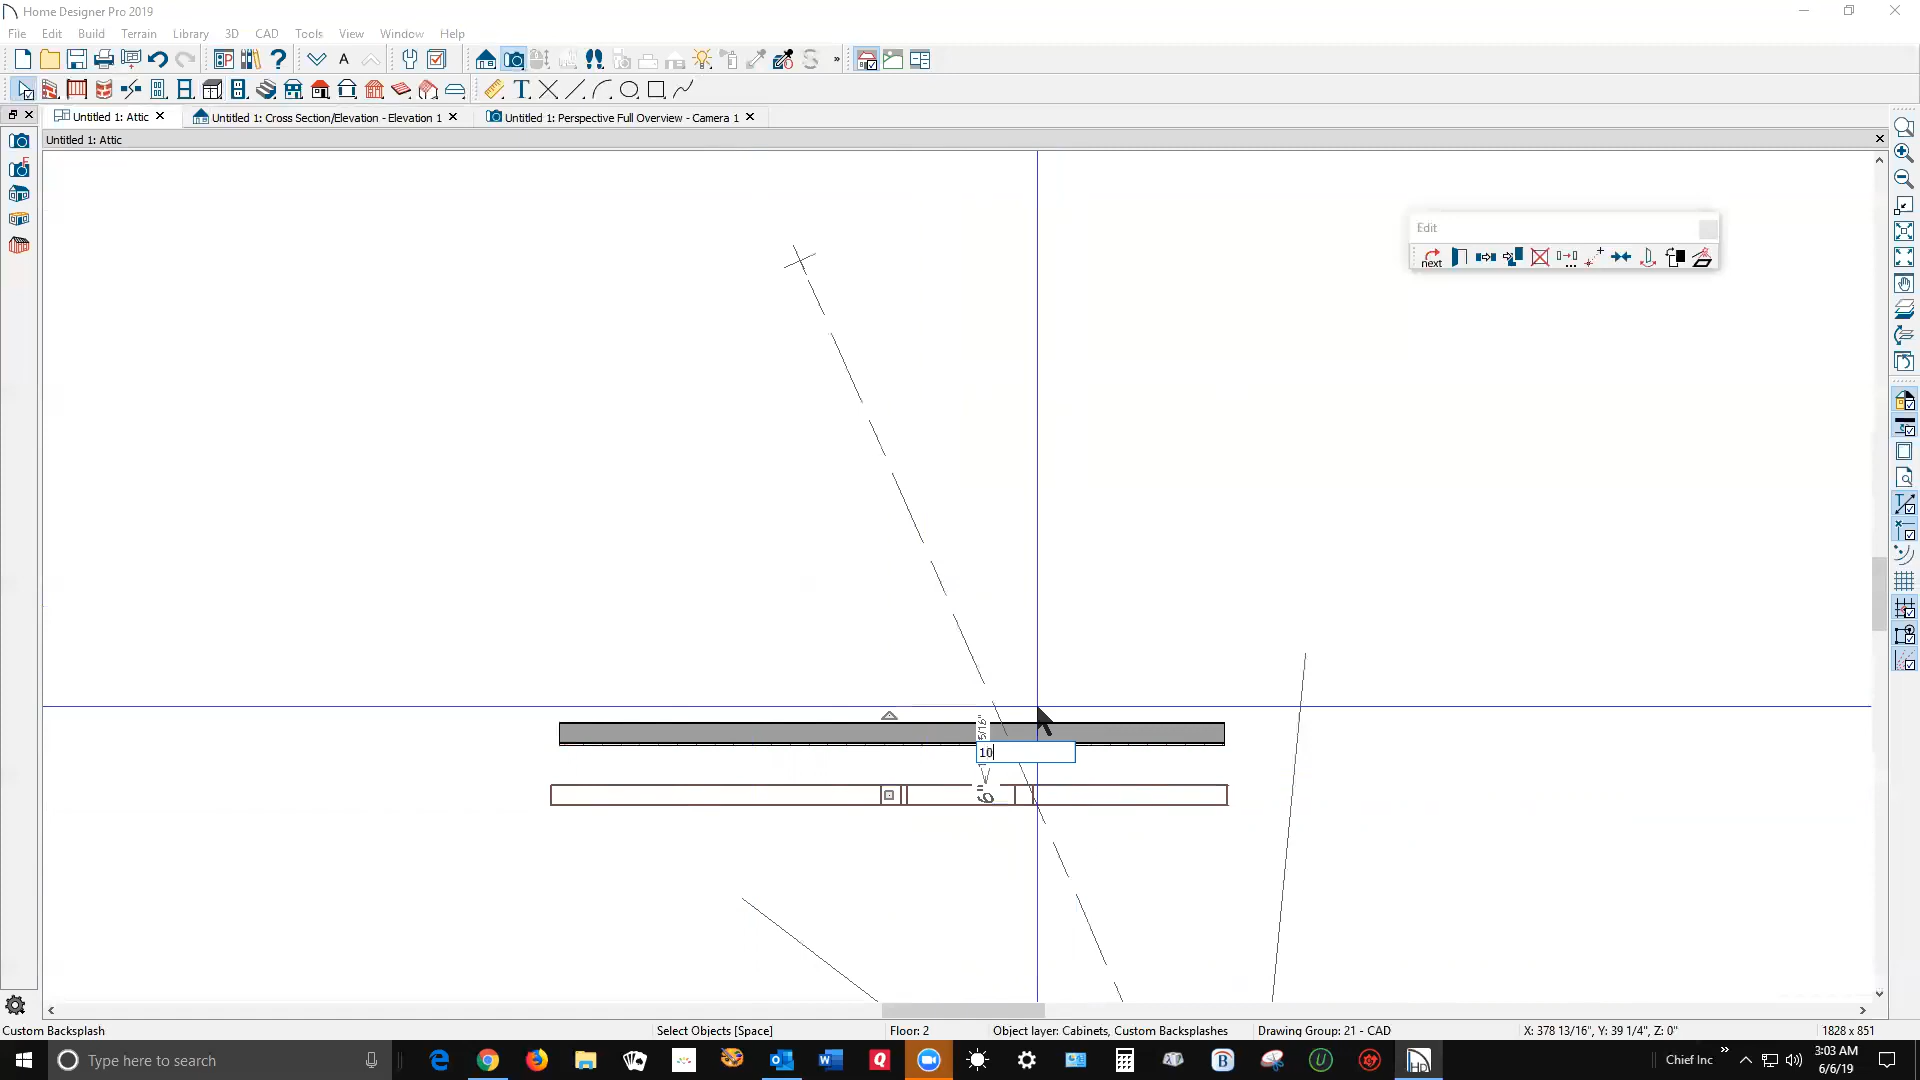 Home Designer Pro 2019
File Edit Build Terrain Library 3D CAD Tools View Window Help
Untitled 1: Attic Untitled 1: Cross Section/Elevation - Elevation 1 Untitled 1: Perspective Full Overview - Camera 1
Untitled 1: Attic
Edit
next
5/16"
10
6"
Custom Backsplash Select Objects [Space] Floor: 2 Object layer: Cabinets, Custom Backsplashes Drawing Group: 21 - CAD X: 378 13/16", Y: 39 1/4", Z: 0" 1828 x 851
Type here to search
Chief Inc
3:03 AM
6/6/19